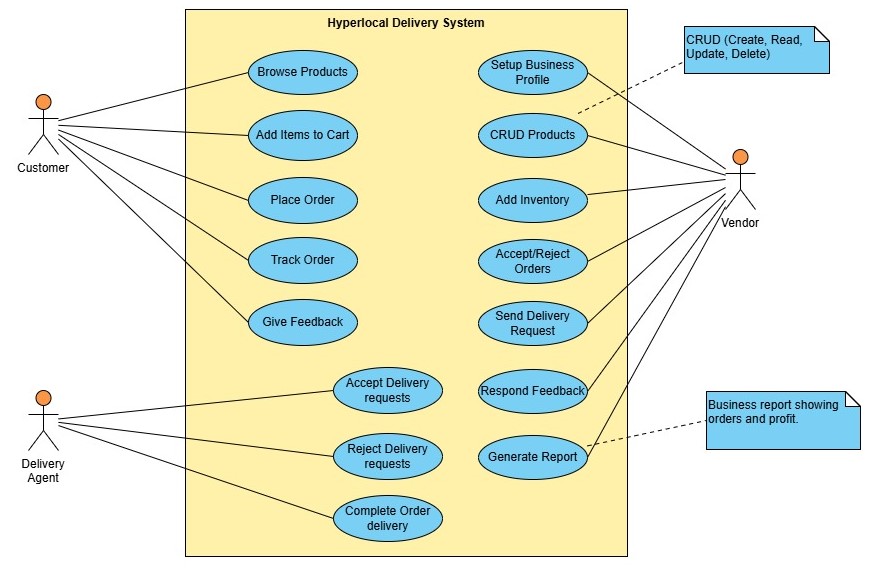 Hyperlocal Delivery System
Browse Products
Add Items to Cart
Place Order
Track Order
Give Feedback
Customer
Accept Delivery
requests
Reject Delivery
requests
Complete Order
delivery
Delivery
Agent
Setup Business
Profile
CRUD Products
Add Inventory
Accept/Reject
Orders
Send Delivery
Request
Respond Feedback
Generate Report
Vendor
CRUD (Create, Read,
Update, Delete)
Business report showing
orders and profit.